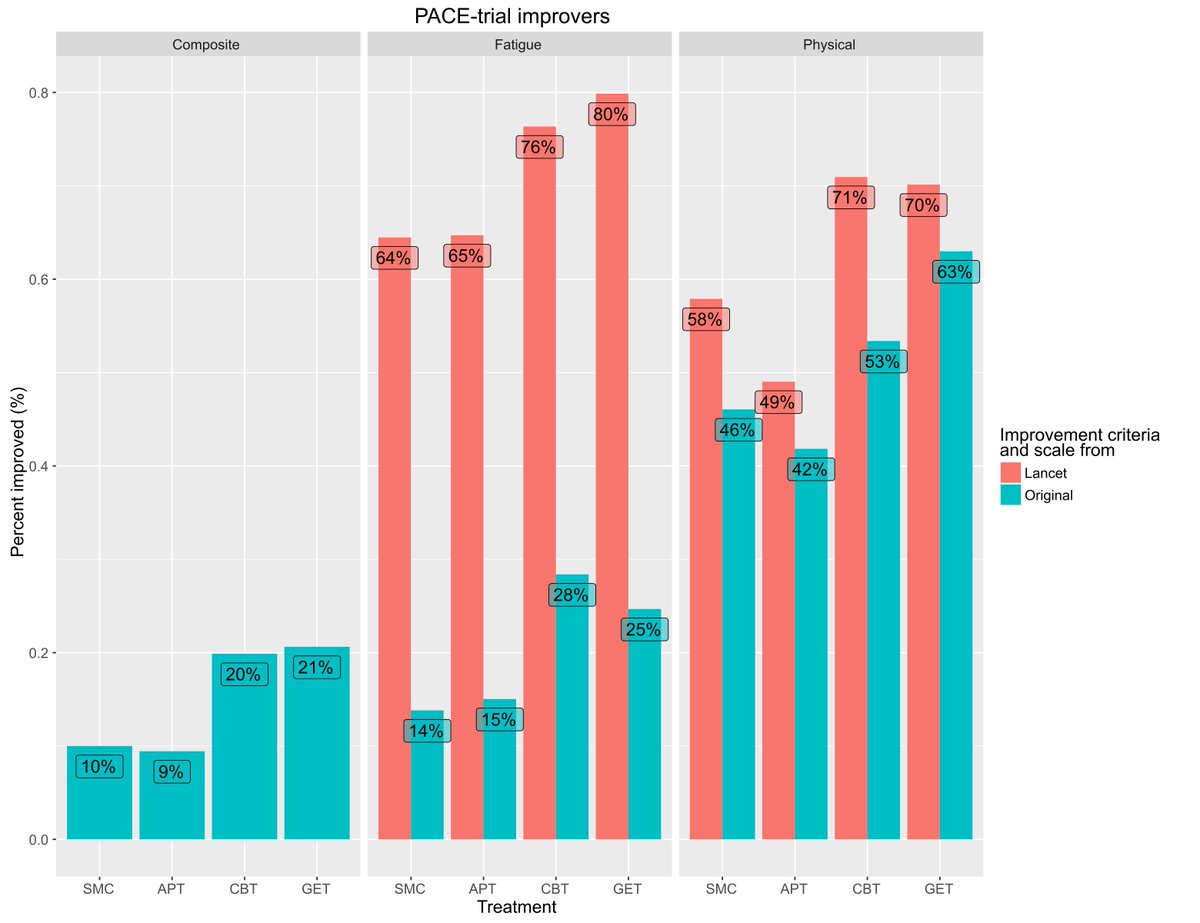 PACE-trial improvers
Composite
Fatigue
Physical
Percent improved (%)
0.8
0.6
0.4
0.2
0.0
10%
9%
20%
21%
64%
14%
65%
15%
76%
28%
80%
25%
58%
46%
49%
42%
71%
53%
70%
63%
SMC APT CBT GET
SMC APT CBT GET
SMC APT CBT GET
Treatment
Improvement criteria
and scale from
Lancet
Original